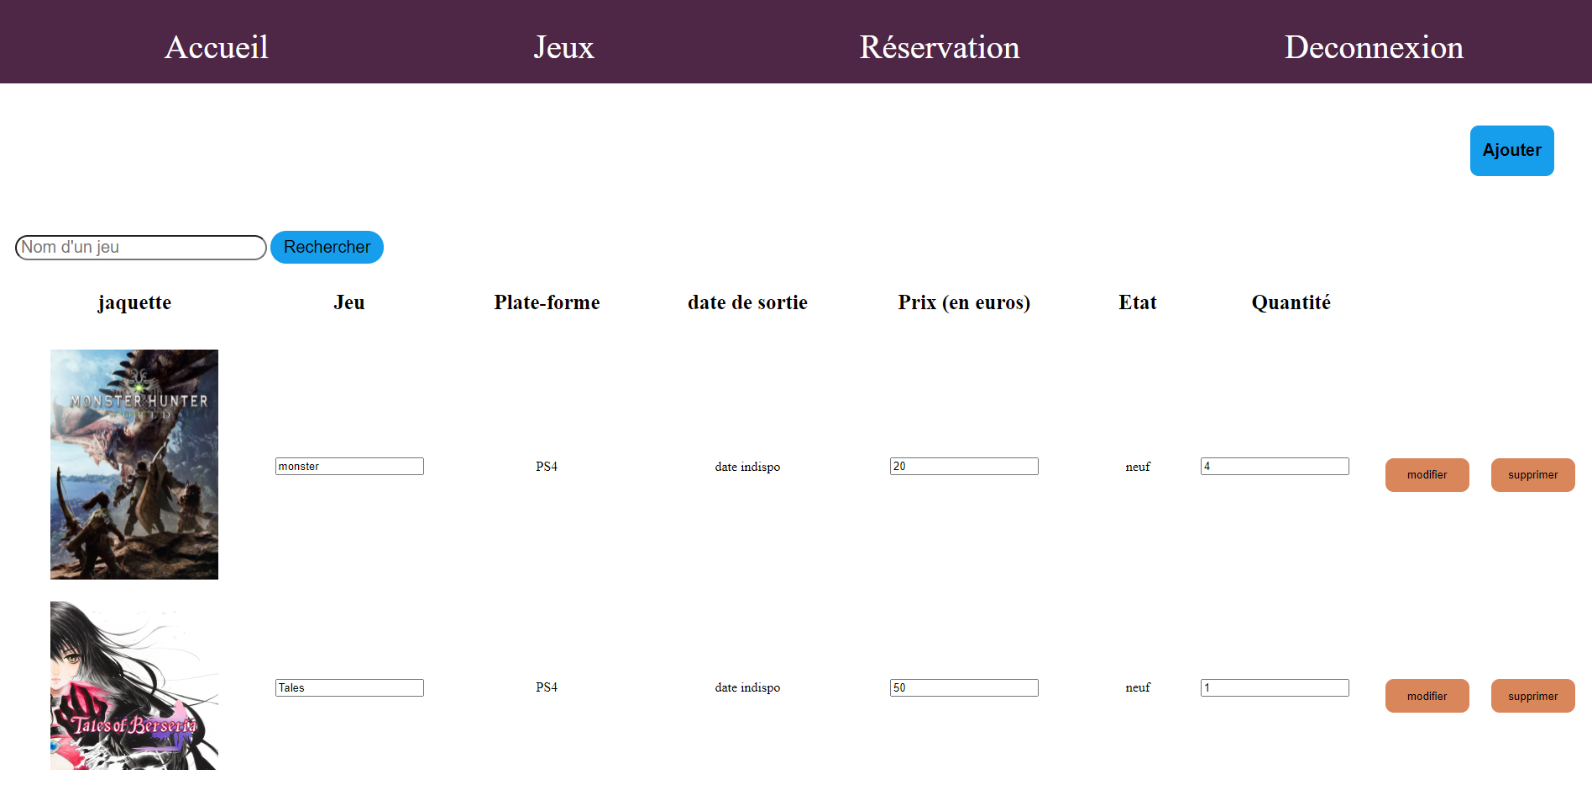 Accueil Jeux Réservation Deconnexion
Ajouter
Nom d'un jeu Rechercher
jaquette Jeu Plate-forme date de sortie Prix (en euros) Etat Quantité
MONSTER HUNTER
WORLD
monster PS4 date indispo 20 neuf 4 modifier supprimer
Tales of Berseria
Tales PS4 date indispo 50 neuf 1 modifier supprimer